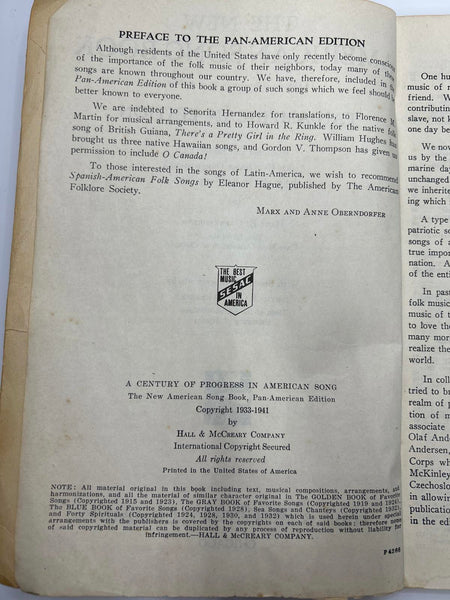 PREFACE TO THE PAN-AMERICAN EDITION
Although residents of the United States have only recently become conscious
of the importance of the folk music of their neighbors, today many of these
songs are known throughout our country. We have, therefore, included in the
Pan-American Edition of this book a group of such songs which we feel should be
better known to everyone.
We are indebted to Senorita Hernandez for translations, to Florence M.
Martin for musical arrangements, and to Howard R. Kunkle for the native folk
song of British Guiana, There's a Pretty Girl in the Ring. William Hughes has
brought us three native Hawaiian songs, and Gordon V. Thompson has given us
permission to include O Canada!
To those interested in the songs of Latin-America, we wish to recommend
Spanish-American Folk Songs by Eleanor Hague, published by The American
Folklore Society.
MARX AND ANNE OBERNDORFER
THE BEST
MUSIC
SESAC
IN
AMERICA
A CENTURY OF PROGRESS IN AMERICAN SONG
The New American Song Book, Pan-American Edition
Copyright 1933-1941
by
HALL & MCCREARY COMPANY
International Copyright Secured
All rights reserved
Printed in the United States of America
NOTE: All material original in this book including text, musical compositions, arrangements, and
harmonizations, and all the material of similar character original in The GOLDEN BOOK of Favorite
Songs (Copyrighted 1915 and 1923), The GRAY BOOK of Favorite Songs (Copyrighted 1919 and 1924),
The BLUE BOOK of Favorite Songs (Copyrighted 1928), Sea Songs and Chanteys (Copyrighted 1932),
and Forty Spirituals (Copyrighted 1924, 1928, 1930, and 1932) which is used herein under special
arrangements with the publishers is covered by the copyrights on each of said books; therefore none
of said copyrighted material can be duplicated by any process of reproduction without liability for
infringement.—HALL & McCREARY COMPANY.
One hu
music of
friend. W
contributin
slave, not k
one day be
We now
us by the
marine day
unchanged
we inherite
ing which
A type
patriotic so
songs of a
true impor
nation. A
of the enti
In pas
folk music
music of t
to love the
many mor
realize the
world.
In coll
tried to br
realm of p
tion of m
associate
Olaf And
Andersen,
Corps wh
McKinley
Czechoslo
in allowin
publication
in the edi